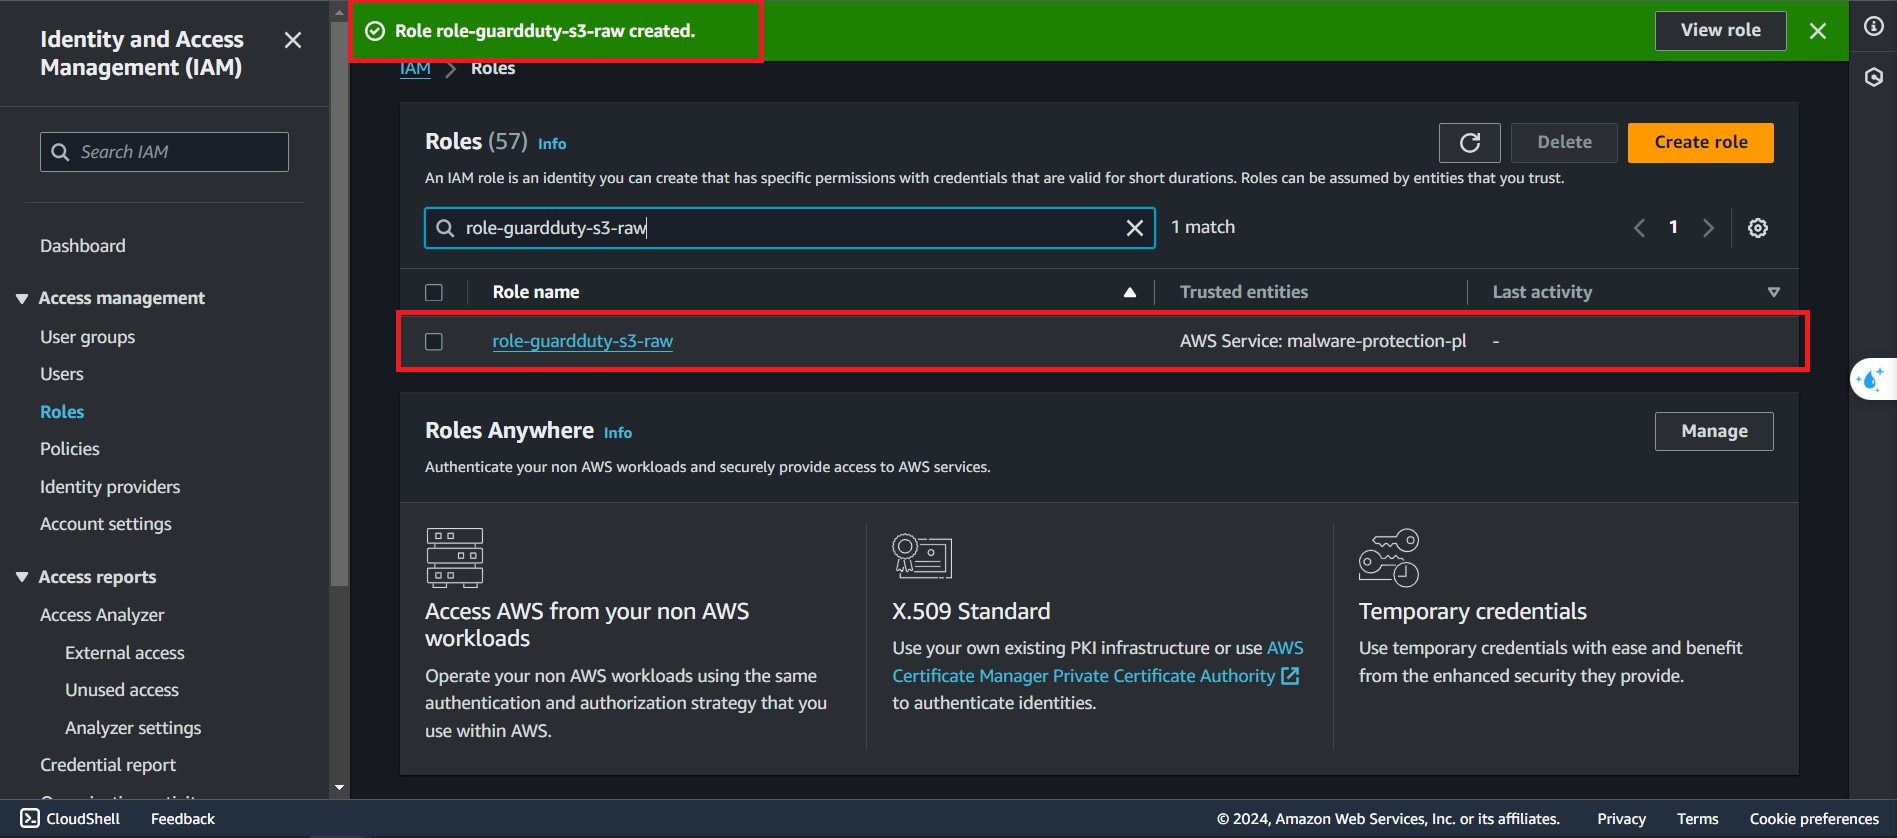 Identity and Access
Management (IAM)
Search IAM
Dashboard
Access management
User groups
Users
Roles
Policies
Identity providers
Account settings
Access reports
Access Analyzer
External access
Unused access
Analyzer settings
Credential report
Role role-guardduty-s3-raw created.
View role
IAM
Roles
Roles (57) Info
Delete
Create role
An IAM role is an identity you can create that has specific permissions with credentials that are valid for short durations. Roles can be assumed by entities that you trust.
role-guardduty-s3-raw
1 match
1
Role name
Trusted entities
Last activity
role-guardduty-s3-raw
AWS Service: malware-protection-pl
-
Roles Anywhere Info
Manage
Authenticate your non AWS workloads and securely provide access to AWS services.
Access AWS from your non AWS
workloads
Operate your non AWS workloads using the same
authentication and authorization strategy that you
use within AWS.
X.509 Standard
Use your own existing PKI infrastructure or use AWS
Certificate Manager Private Certificate Authority
to authenticate identities.
Temporary credentials
Use temporary credentials with ease and benefit
from the enhanced security they provide.
CloudShell
Feedback
© 2024, Amazon Web Services, Inc. or its affiliates.
Privacy
Terms
Cookie preferences